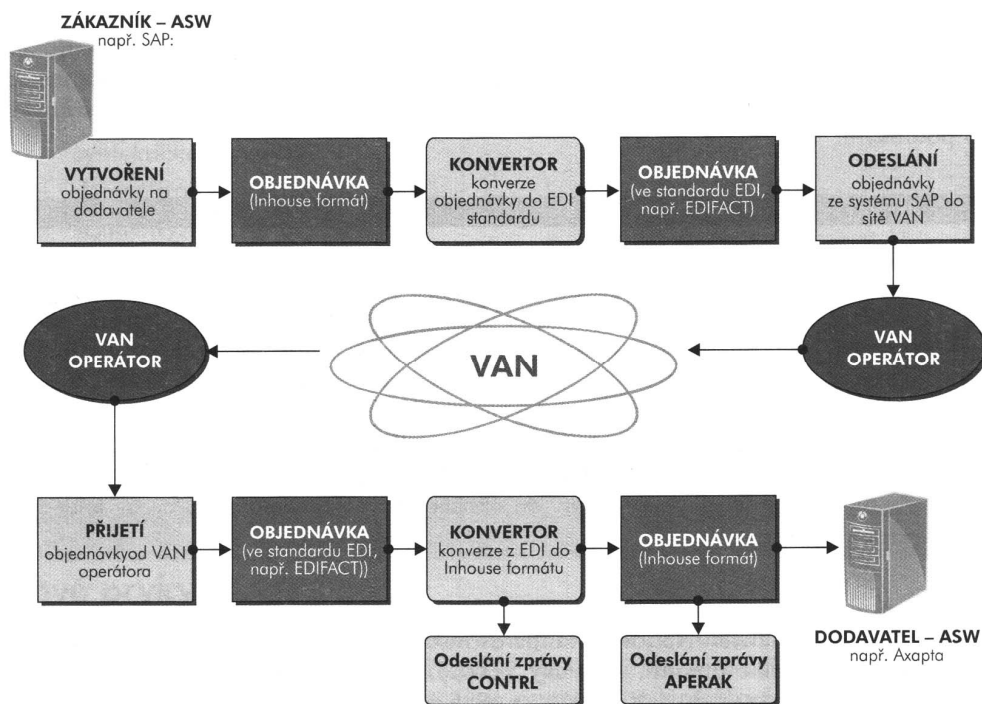 ZÁKAZNÍK – ASW
např. SAP:
VYTVOŘENÍ
objednávky na
dodavatele
OBJEDNÁVKA
(Inhouse formát)
KONVERTOR
konverze
objednávky do EDI
standardu
OBJEDNÁVKA
(ve standardu EDI,
např. EDIFACT)
ODESLÁNÍ
objednávky
ze systému SAP do
sítě VAN
VAN
OPERÁTOR
VAN
VAN
OPERÁTOR
PŘIJETÍ
objednávkyod VAN
operátora
OBJEDNÁVKA
(ve standardu EDI,
např. EDIFACT))
KONVERTOR
konverze z EDI do
Inhouse formátu
OBJEDNÁVKA
(Inhouse formát)
DODAVATEL – ASW
např. Axapta
Odeslání zprávy
CONTRL
Odeslání zprávy
APERAK